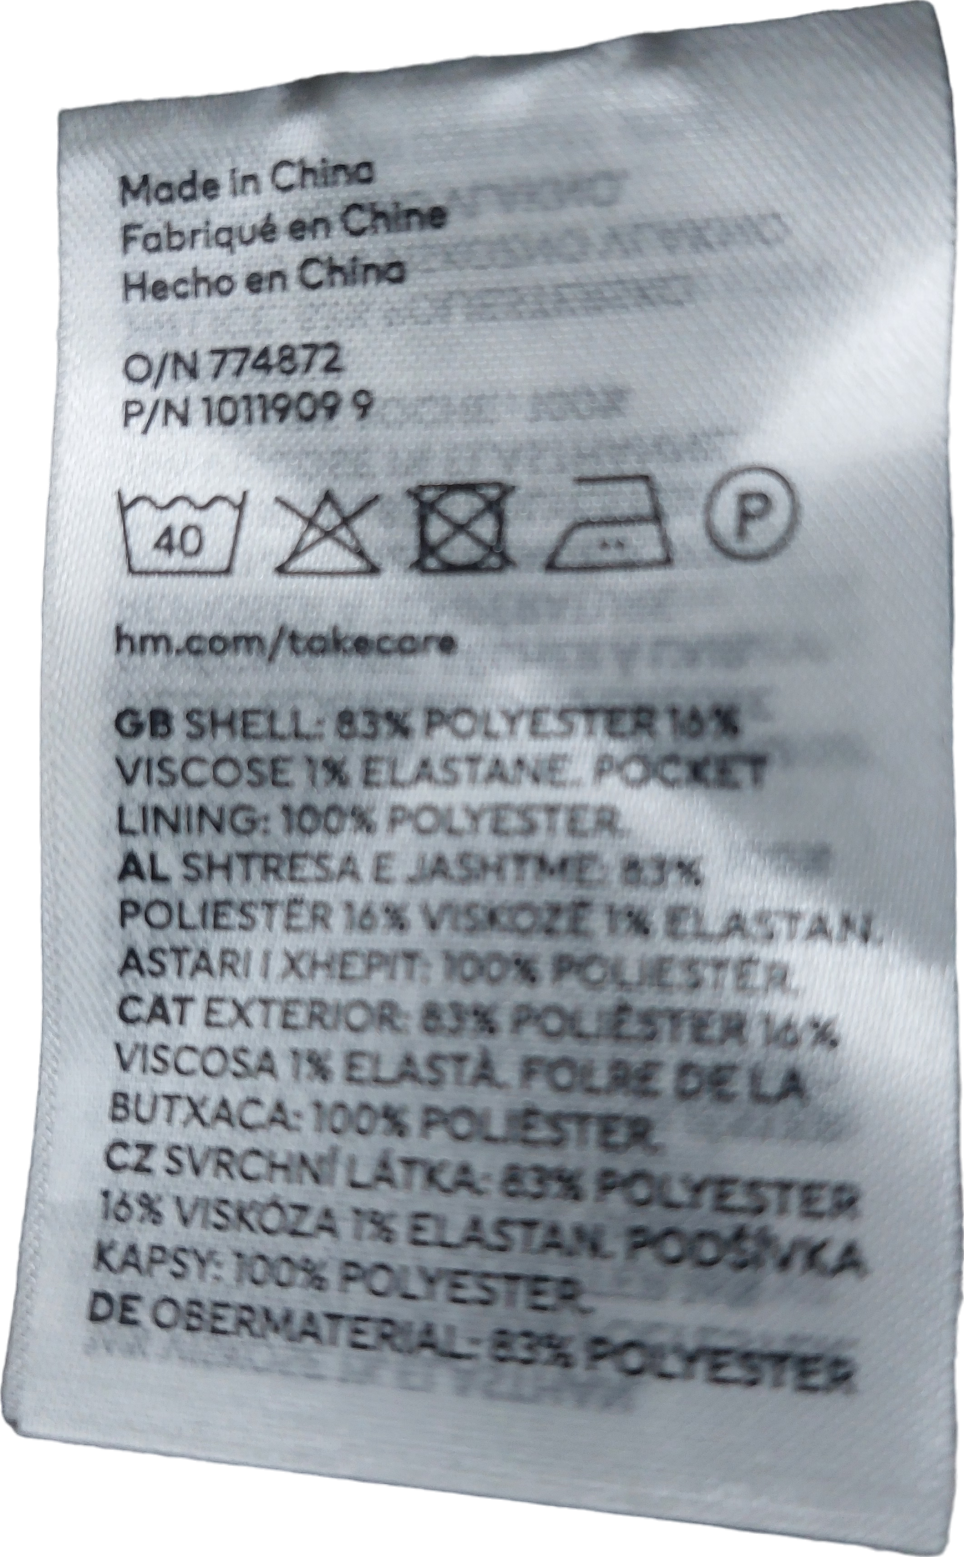 Made in China
Fabriqué en Chine
Hecho en China
O/N 774872
P/N 1011909 9
40
P
hm.com/takecare
GB SHELL: 83% POLYESTER 16%
VISCOSE 1% ELASTANE. POCKET
LINING: 100% POLYESTER.
AL SHTRESA E JASHTME: 83%
POLIESTËR 16% VISKOZË 1% ELASTAN.
ASTARI I XHEPIT: 100% POLIESTËR.
CAT EXTERIOR: 83% POLIÈSTER 16%
VISCOSA 1% ELASTÀ. FOLRE DE LA
BUTXACA: 100% POLIÈSTER.
CZ SVRCHNÍ LÁTKA: 83% POLYESTER
16% VISKÓZA 1% ELASTAN. PODŠÍVKA
KAPSY: 100% POLYESTER.
DE OBERMATERIAL: 83% POLYESTER